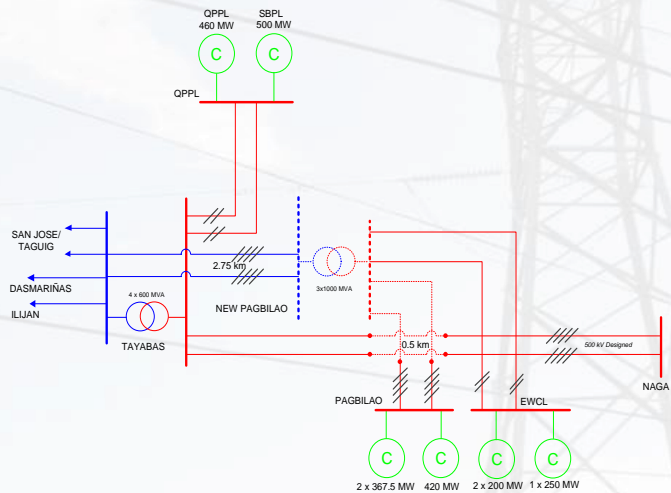 QPPL
460 MW
SBPL
500 MW
C
C
QPPL
SAN JOSE/
TAGUIG
DASMARIÑAS
ILIJAN
2.75 km
4 x 600 MVA
TAYABAS
NEW PAGBILAO
3x1000 MVA
0.5 km
500 kV Designed
NAGA
PAGBILAO
EWCL
C
C
C
C
2 x 367.5 MW
420 MW
2 x 200 MW
1 x 250 MW